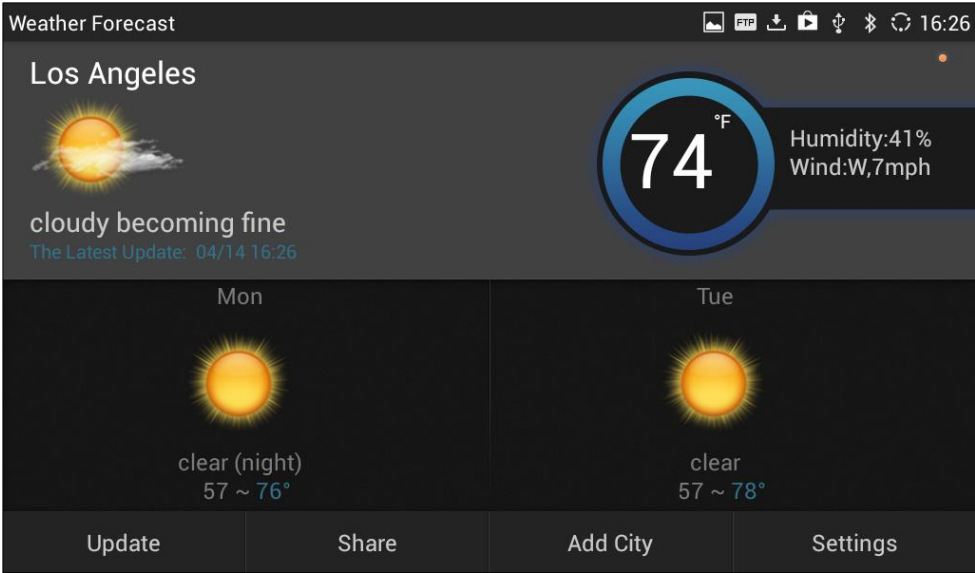 Weather Forecast
FTP
16:26
Los Angeles
74 °F
Humidity:41%
Wind:W,7mph
cloudy becoming fine
The Latest Update: 04/14 16:26
Mon
clear (night)
57 ~ 76°
Tue
clear
57 ~ 78°
Update
Share
Add City
Settings